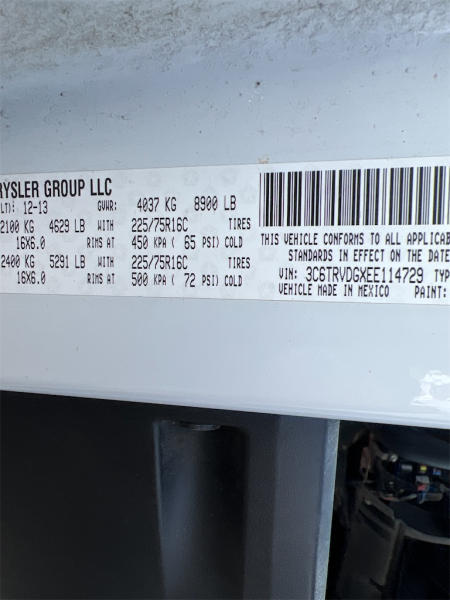 RYSLER GROUP LLC
LT): 12-13 GVWR: 4037 KG 8900 LB
2100 KG 4629 LB WITH 225/75R16C TIRES
16X6.0 RIMS AT 450 KPA ( 65 PSI) COLD
2400 KG 5291 LB WITH 225/75R16C TIRES
16X6.0 RIMS AT 500 KPA ( 72 PSI) COLD
THIS VEHICLE CONFORMS TO ALL APPLICAB
STANDARDS IN EFFECT ON THE DATE
VIN: 3C6TRVDGXEE114729 TYP
VEHICLE MADE IN MEXICO PAINT: